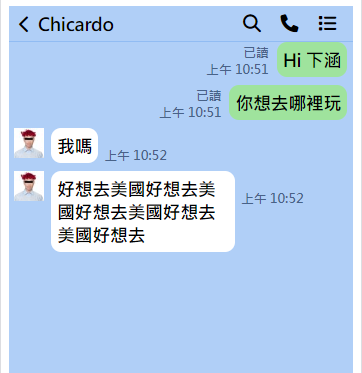 Chicardo
已讀
上午 10:51
Hi 下涵
已讀
上午 10:51
你想去哪裡玩
我嗎
上午 10:52
好想去美國好想去美
國好想去美國好想去
美國好想去
上午 10:52